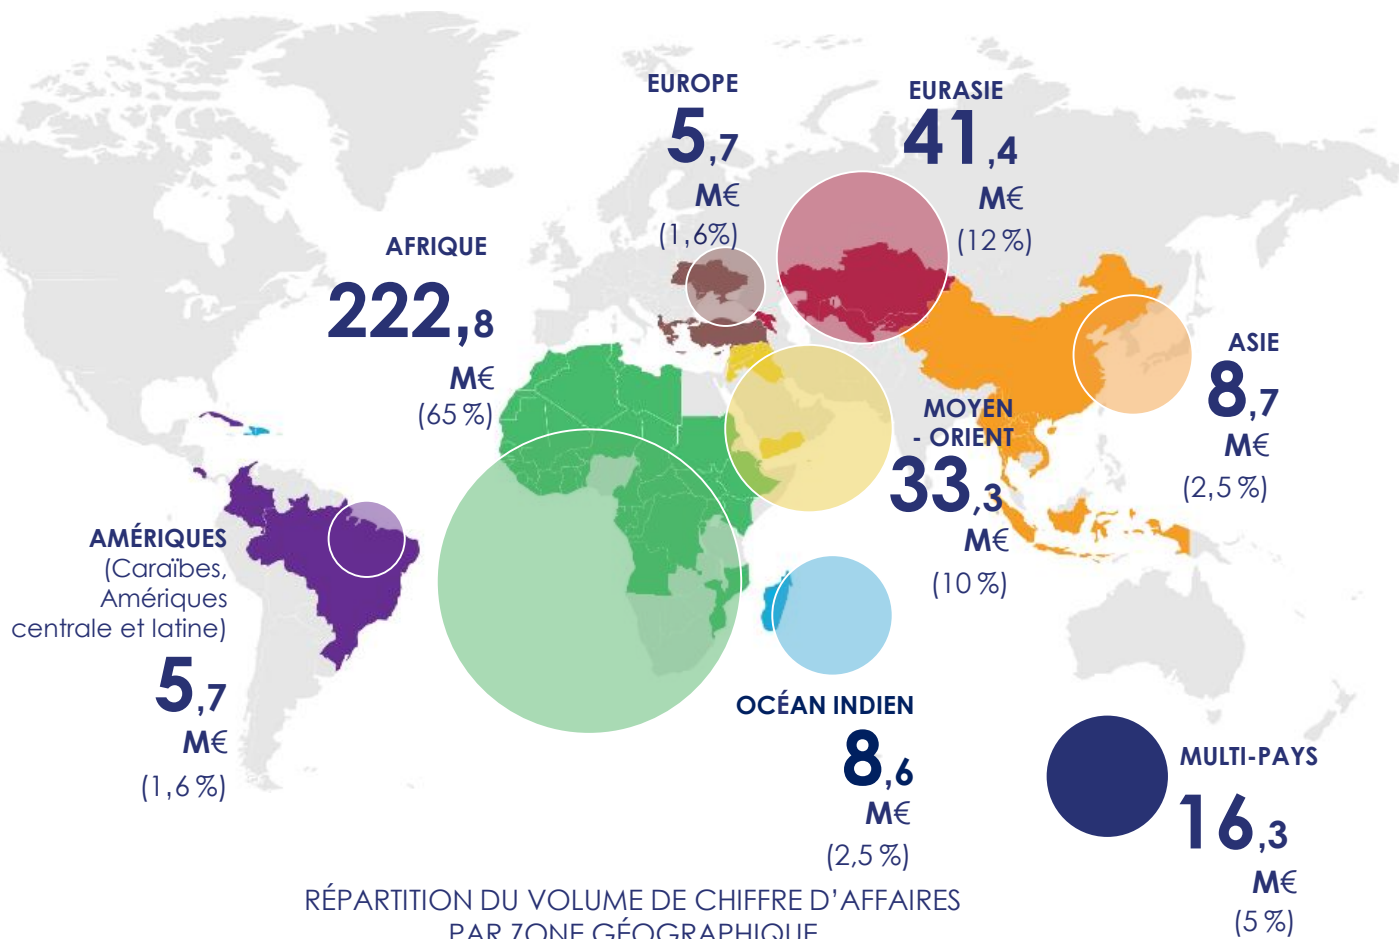 EUROPE
5,7
M€
(1,6%)
EURASIE
41,4
M€
(12 %)
AFRIQUE
222,8
M€
(65 %)
ASIE
8,7
M€
(2,5 %)
MOYEN
- ORIENT
33,3
M€
(10 %)
AMÉRIQUES
(Caraïbes,
Amériques
centrale et latine)
5,7
M€
(1,6 %)
OCÉAN INDIEN
8,6
M€
(2,5 %)
MULTI-PAYS
16,3
M€
(5 %)
RÉPARTITION DU VOLUME DE CHIFFRE D’AFFAIRES
PAR ZONE GÉOGRAPHIQUE